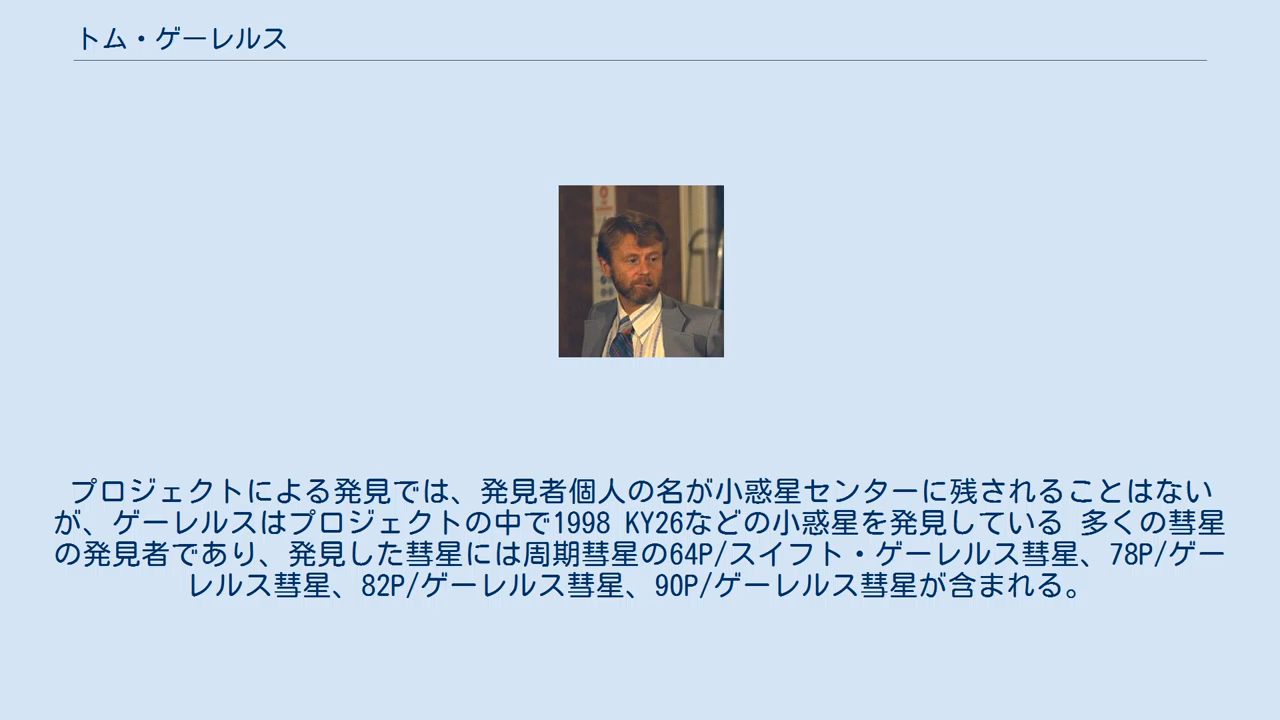 トム・ゲーレルス
プロジェクトによる発見では、発見者個人の名が小惑星センターに残されることはない
が、ゲーレルスはプロジェクトの中で1998 KY26などの小惑星を発見している 多くの彗星
の発見者であり、発見した彗星には周期彗星の64P/スイフト・ゲーレルス彗星、78P/ゲー
レルス彗星、82P/ゲーレルス彗星、90P/ゲーレルス彗星が含まれる。